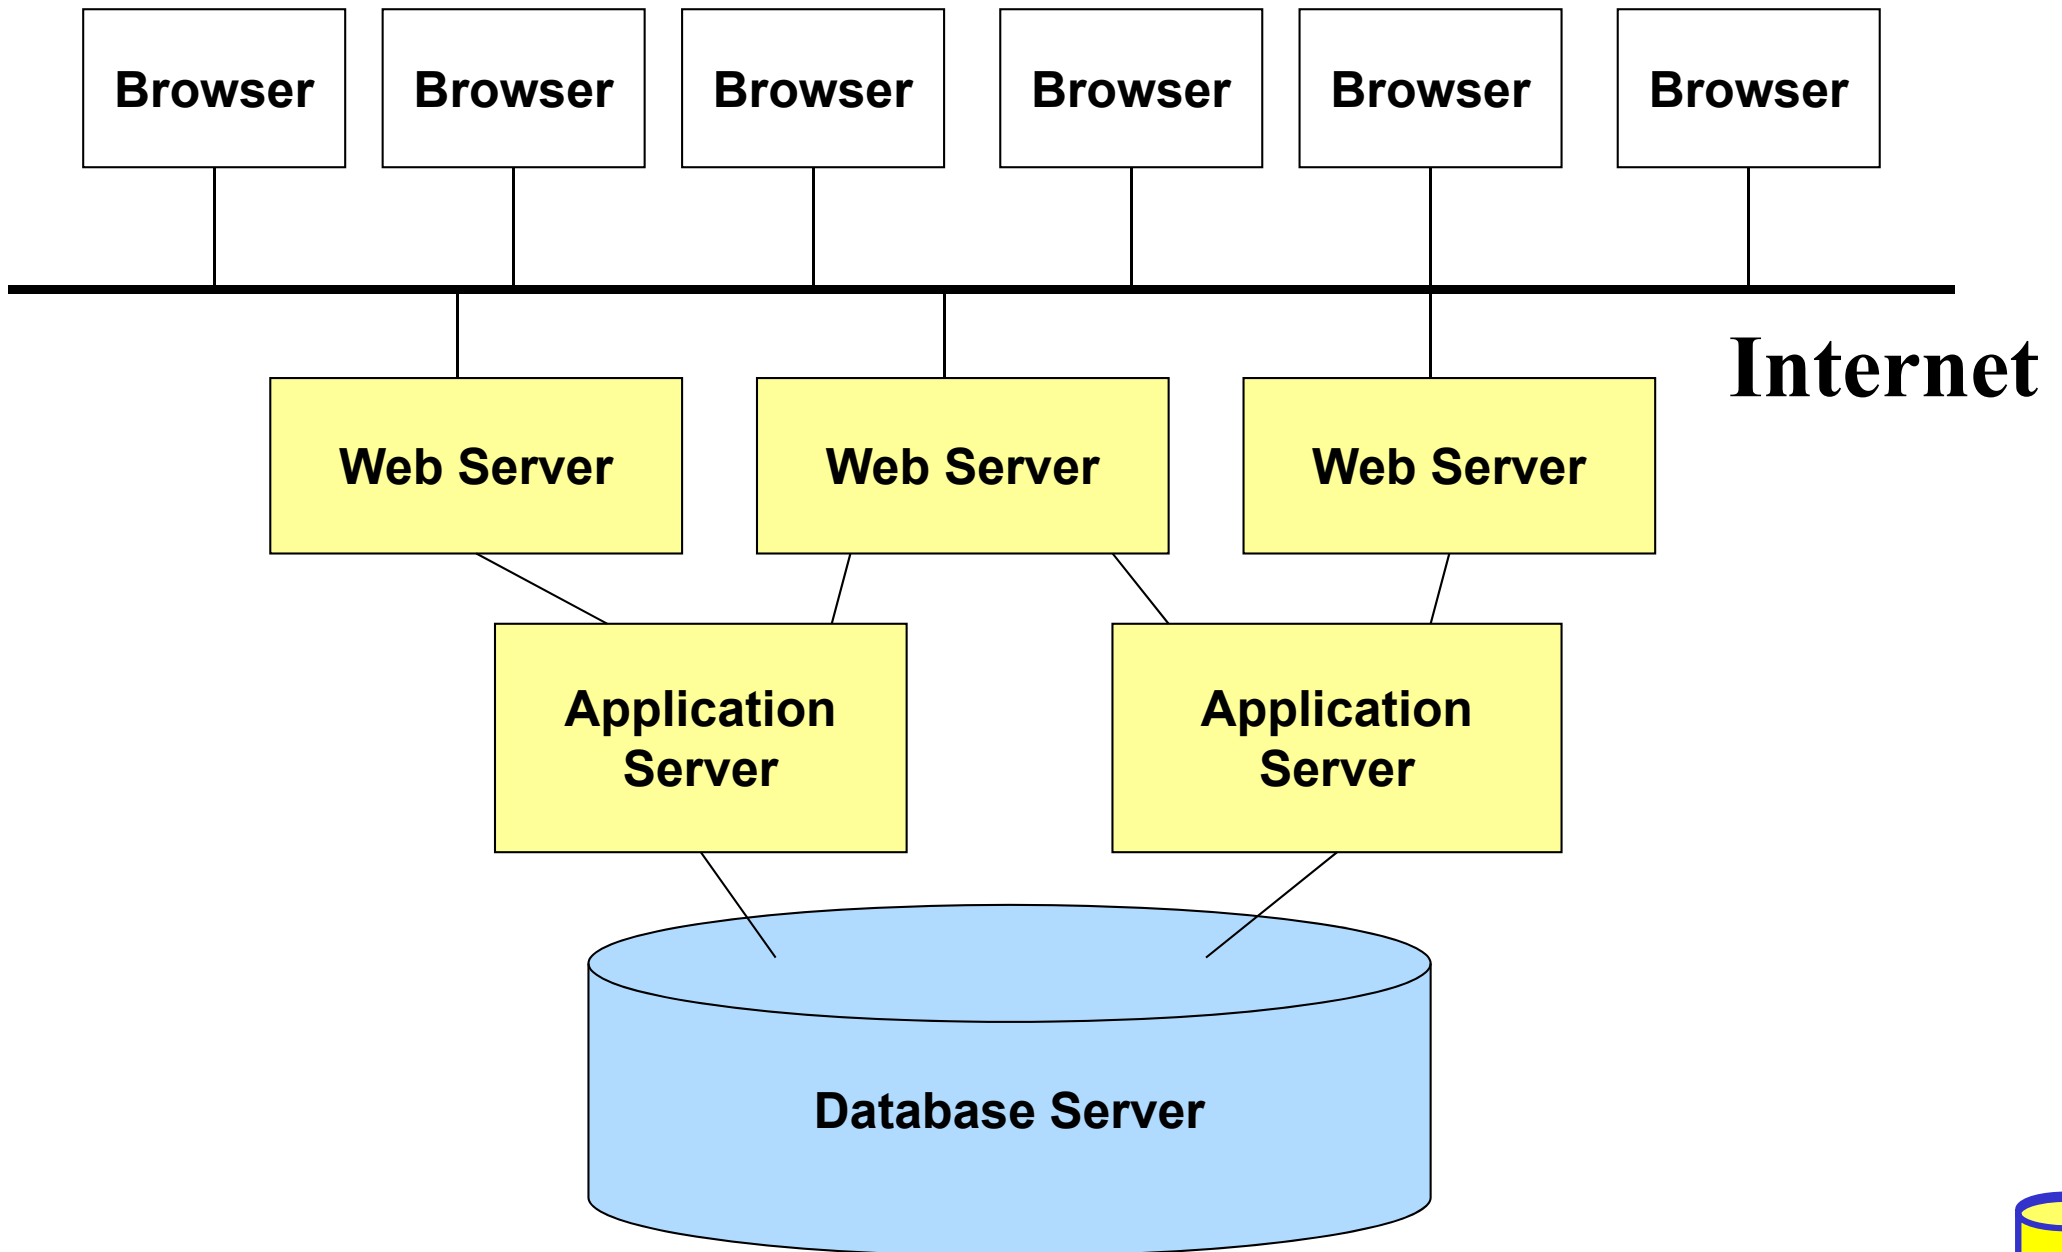 Browser
Browser
Browser
Browser
Browser
Browser
Internet
Web Server
Web Server
Web Server
Application
Server
Application
Server
Database Server